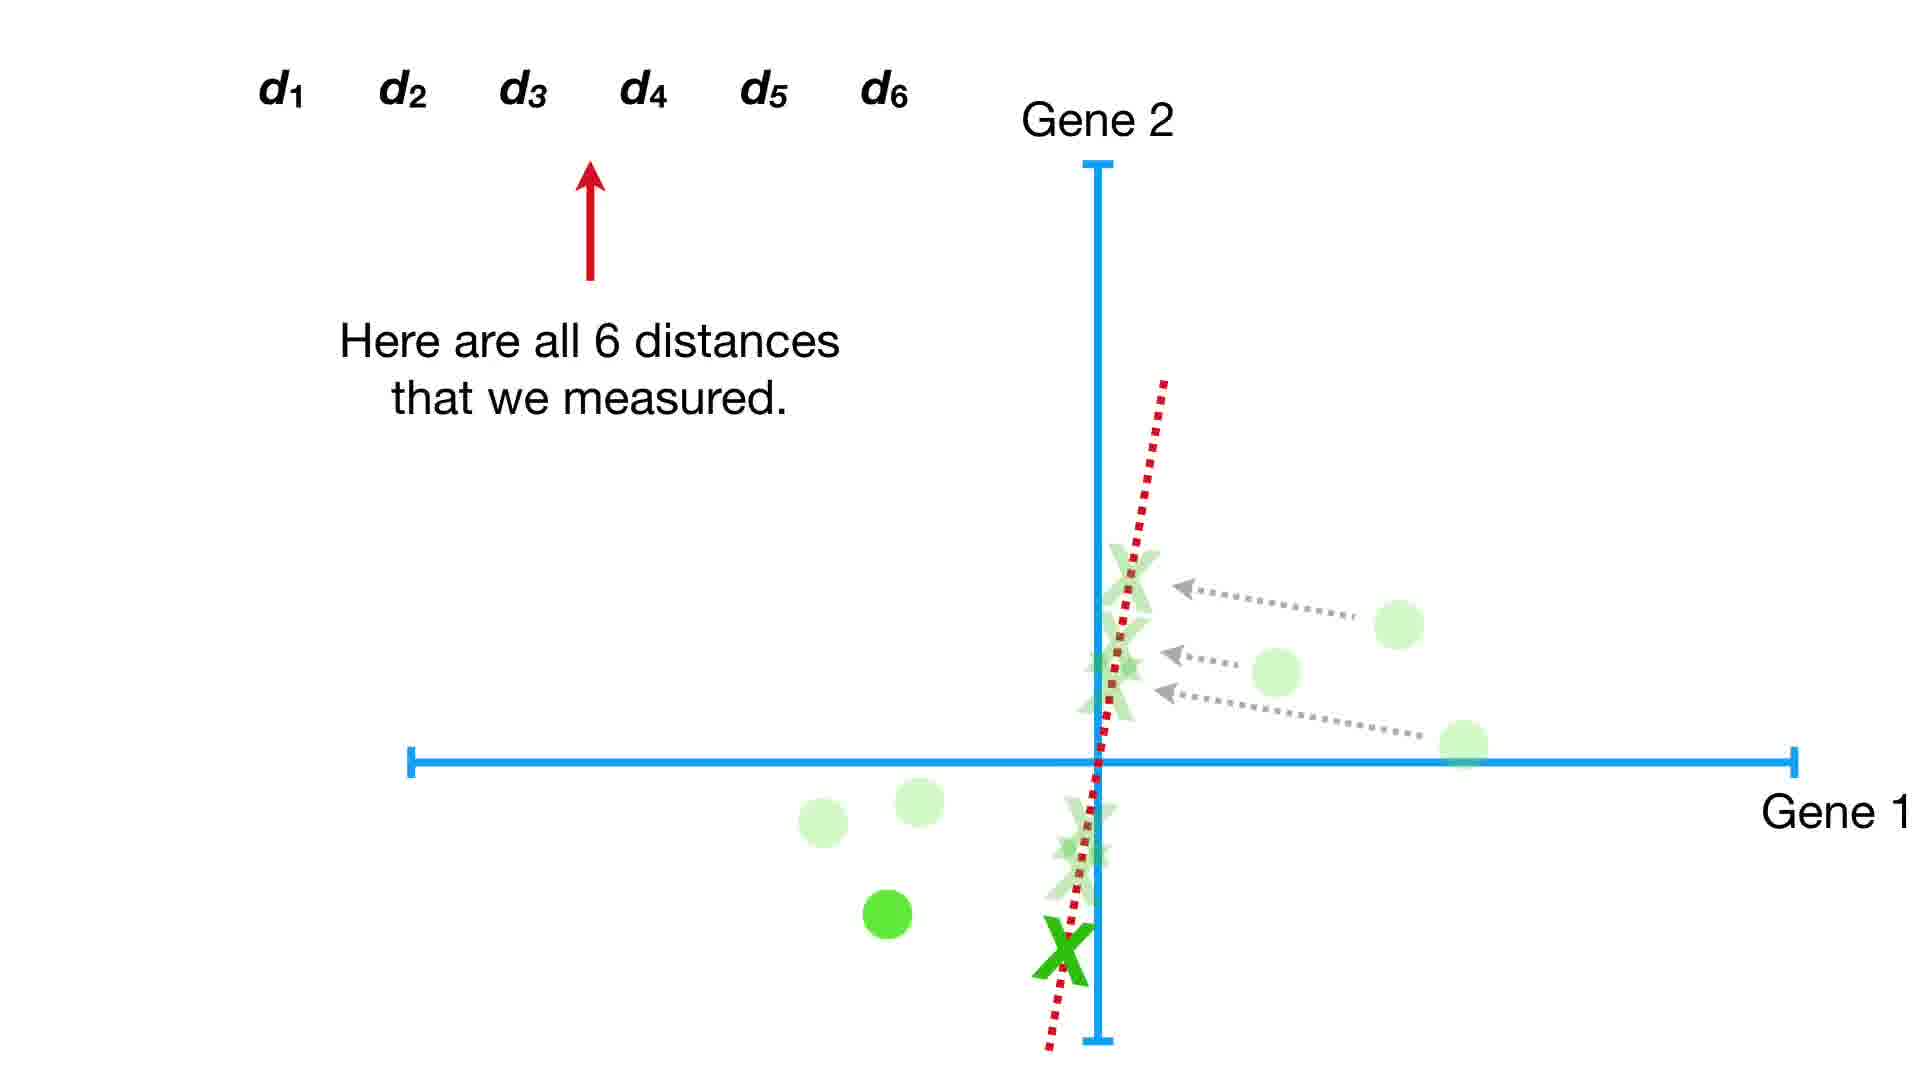 d1 d2 d3 d4 d5 d6
Gene 2
Here are all 6 distances
that we measured.
X
X
X
Gene 1
X
X
X